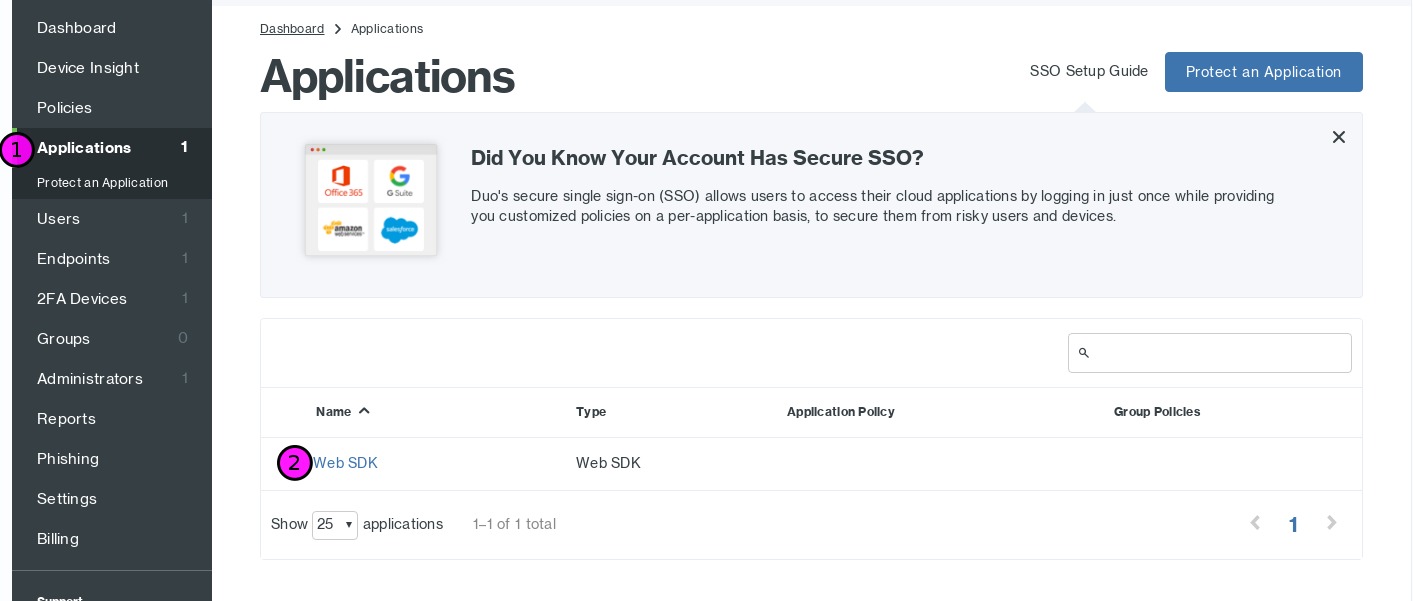 Dashboard
Device Insight
Policies
1
Applications 1
Protect an Application
Users 1
Endpoints 1
2FA Devices 1
Groups 0
Administrators 1
Reports
Phishing
Settings
Billing
Support
Dashboard Applications
Applications
SSO Setup Guide
Protect an Application
Office 365
G Suite
amazon
web services
salesforce
Did You Know Your Account Has Secure SSO?
Duo's secure single sign-on (SSO) allows users to access their cloud applications by logging in just once while providing
you customized policies on a per-application basis, to secure them from risky users and devices.
Name Type Application Policy Group Policies
2 Web SDK Web SDK
Show 25 applications 1–1 of 1 total 1